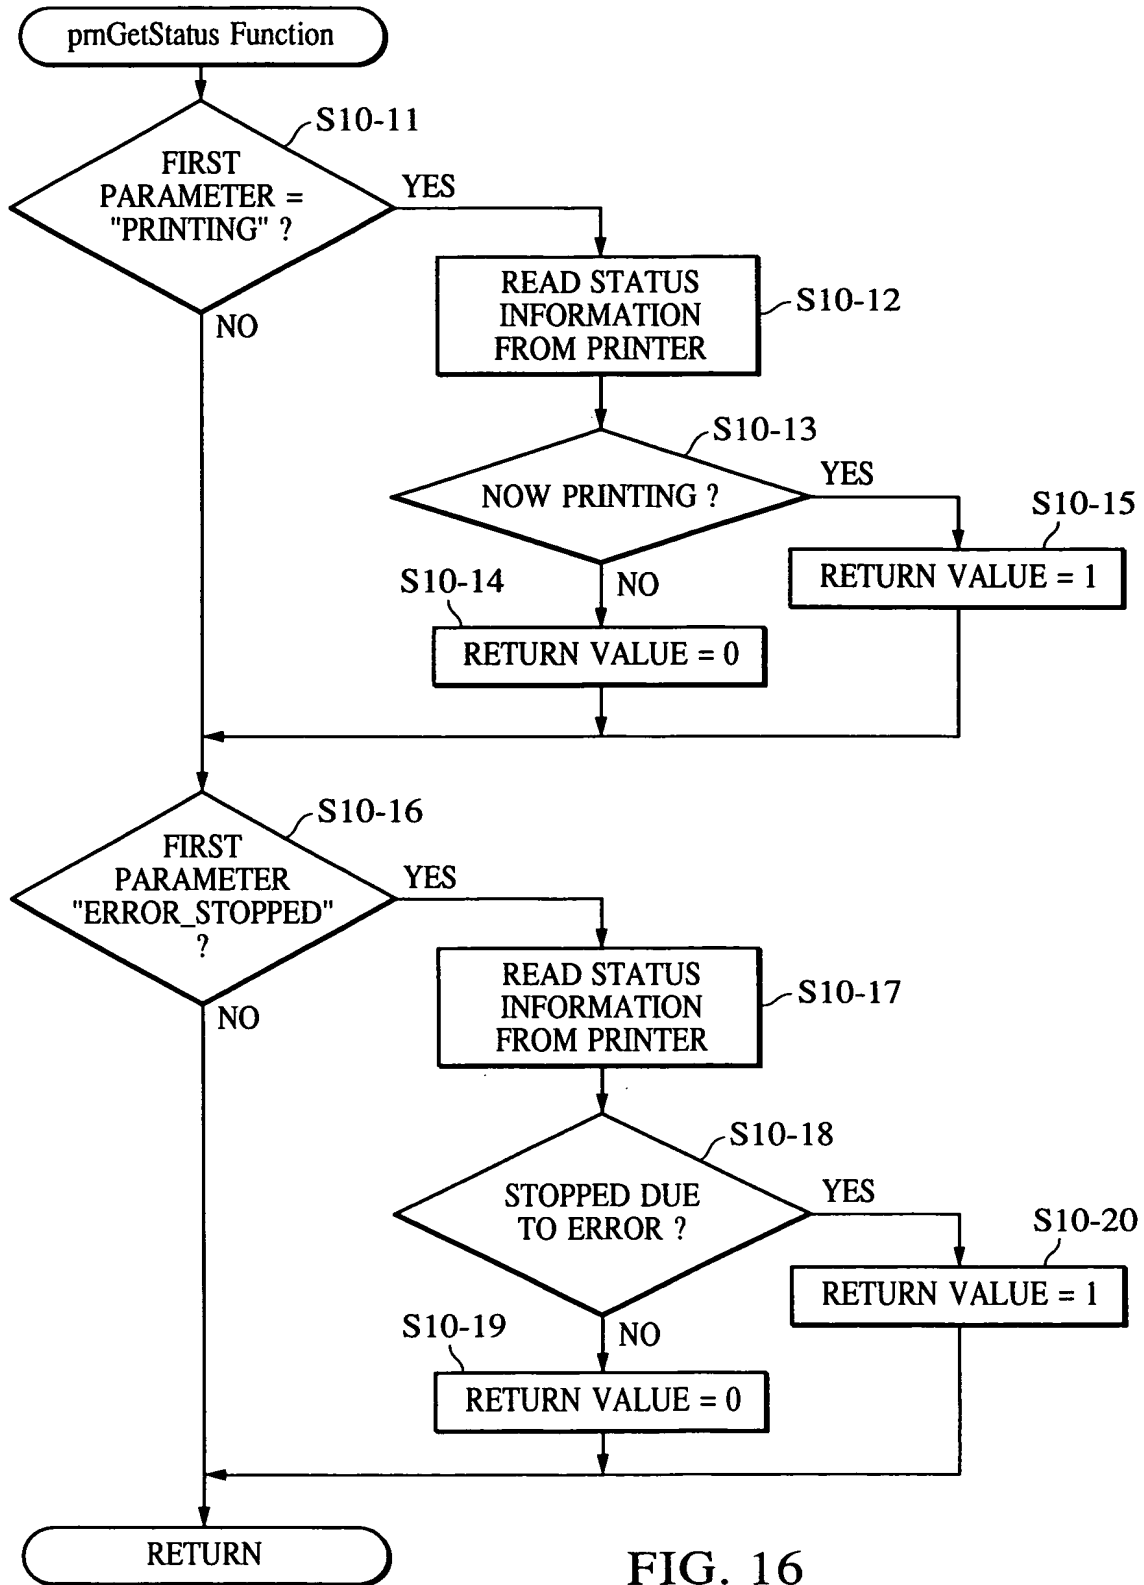 prnGetStatus Function
S10-11
FIRST
PARAMETER =
"PRINTING" ?
YES
NO
READ STATUS
INFORMATION
FROM PRINTER
S10-12
S10-13
NOW PRINTING ?
YES
S10-15
RETURN VALUE = 1
NO
S10-14
RETURN VALUE = 0
S10-16
FIRST
PARAMETER
"ERROR_STOPPED"
?
YES
NO
READ STATUS
INFORMATION
FROM PRINTER
S10-17
S10-18
STOPPED DUE
TO ERROR ?
YES
S10-20
RETURN VALUE = 1
NO
S10-19
RETURN VALUE = 0
RETURN
FIG. 16